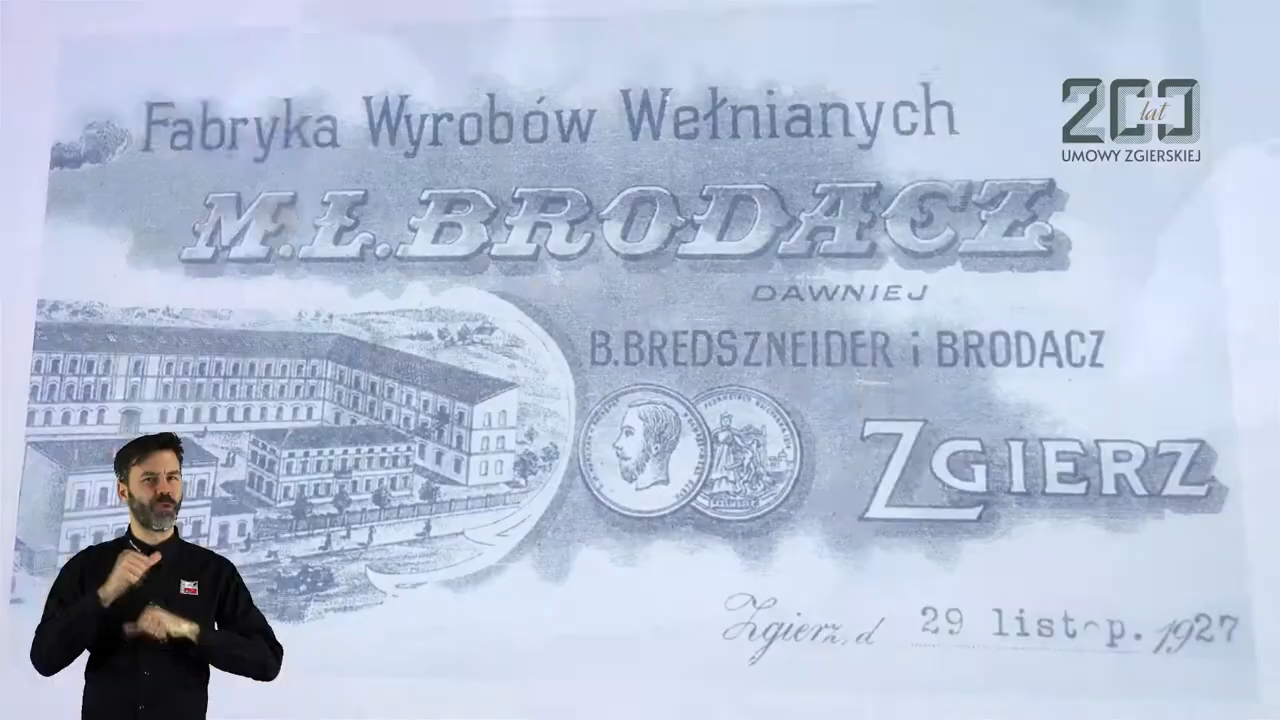 Fabryka Wyrobów Wełnianych
M.Ł.BRODACZ
DAWNIEJ
B.BREDSZNEIDER i BRODACZ
ZGIERZ
Zgierz, d 29 listop. 1927
200 lat
UMOWY ZGIERSKIEJ